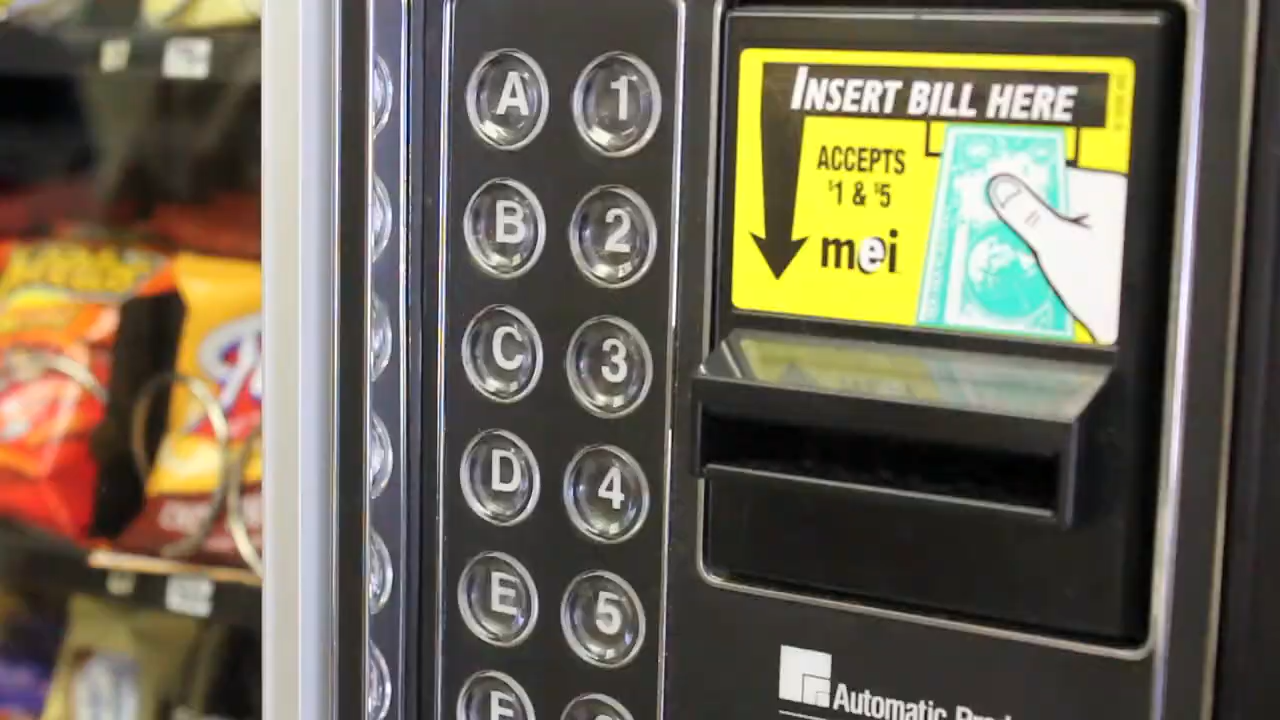 A 1
B 2
C 3
D 4
E 5
INSERT BILL HERE
ACCEPTS
$1 & $5
mei
Automatic